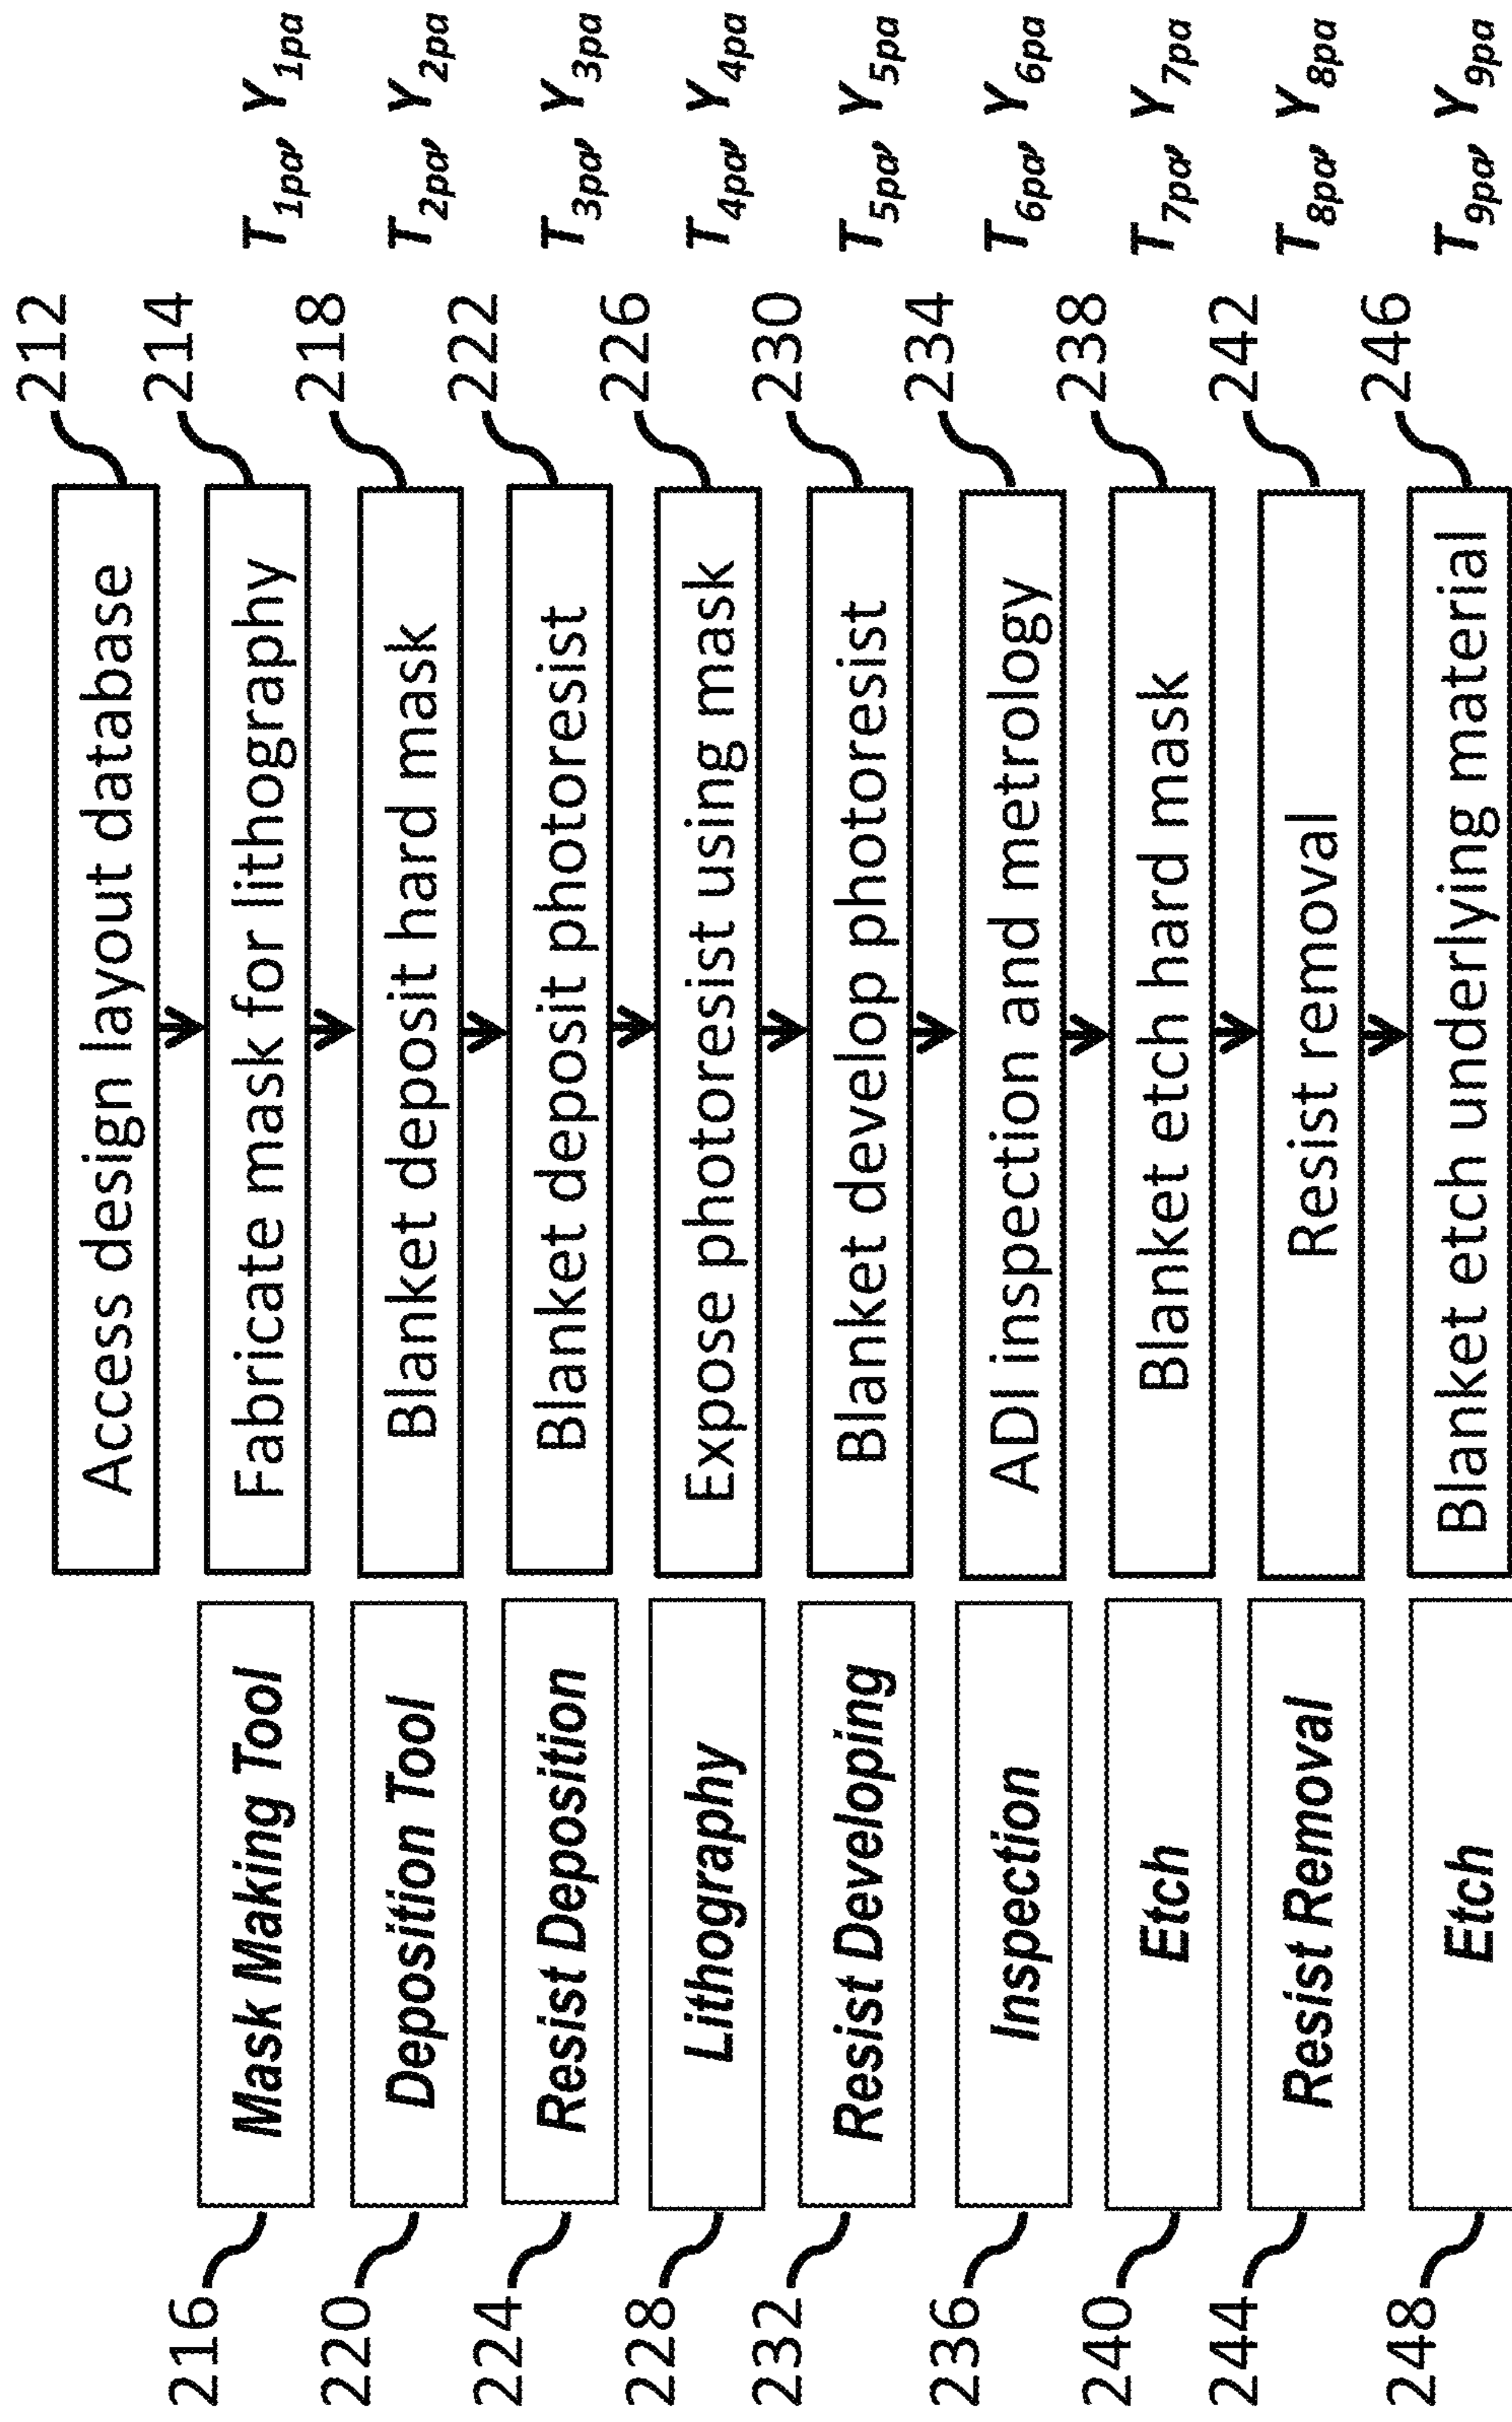 212
Access design layout database
216
Mask Making Tool
Fabricate mask for lithography
214
T1pa, Y1pa
220
Deposition Tool
Blanket deposit hard mask
218
T2pa, Y2pa
224
Resist Deposition
Blanket deposit photoresist
222
T3pa, Y3pa
228
Lithography
Expose photoresist using mask
226
T4pa, Y4pa
232
Resist Developing
Blanket develop photoresist
230
T5pa, Y5pa
236
Inspection
ADI inspection and metrology
234
T6pa, Y6pa
240
Etch
Blanket etch hard mask
238
T7pa, Y7pa
244
Resist Removal
Resist removal
242
T8pa, Y8pa
248
Etch
Blanket etch underlying material
246
T9pa, Y9pa